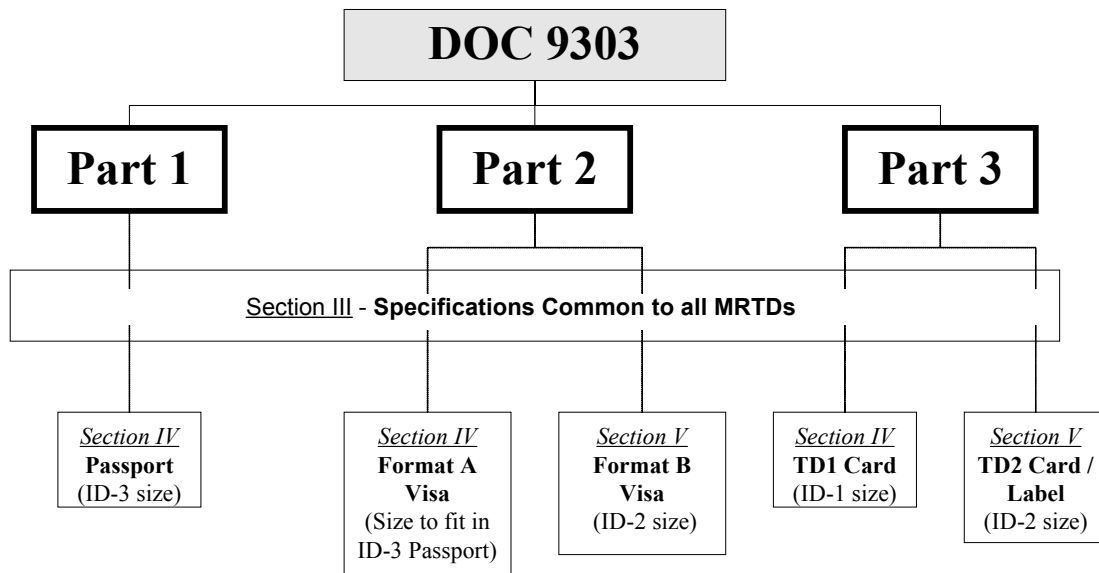 DOC 9303
Part 1
Part 2
Part 3
Section III - Specifications Common to all MRTDs
Section IV
Passport
(ID-3 size)
Section IV
Format A
Visa
(Size to fit in
ID-3 Passport)
Section V
Format B
Visa
(ID-2 size)
Section IV
TD1 Card
(ID-1 size)
Section V
TD2 Card /
Label
(ID-2 size)